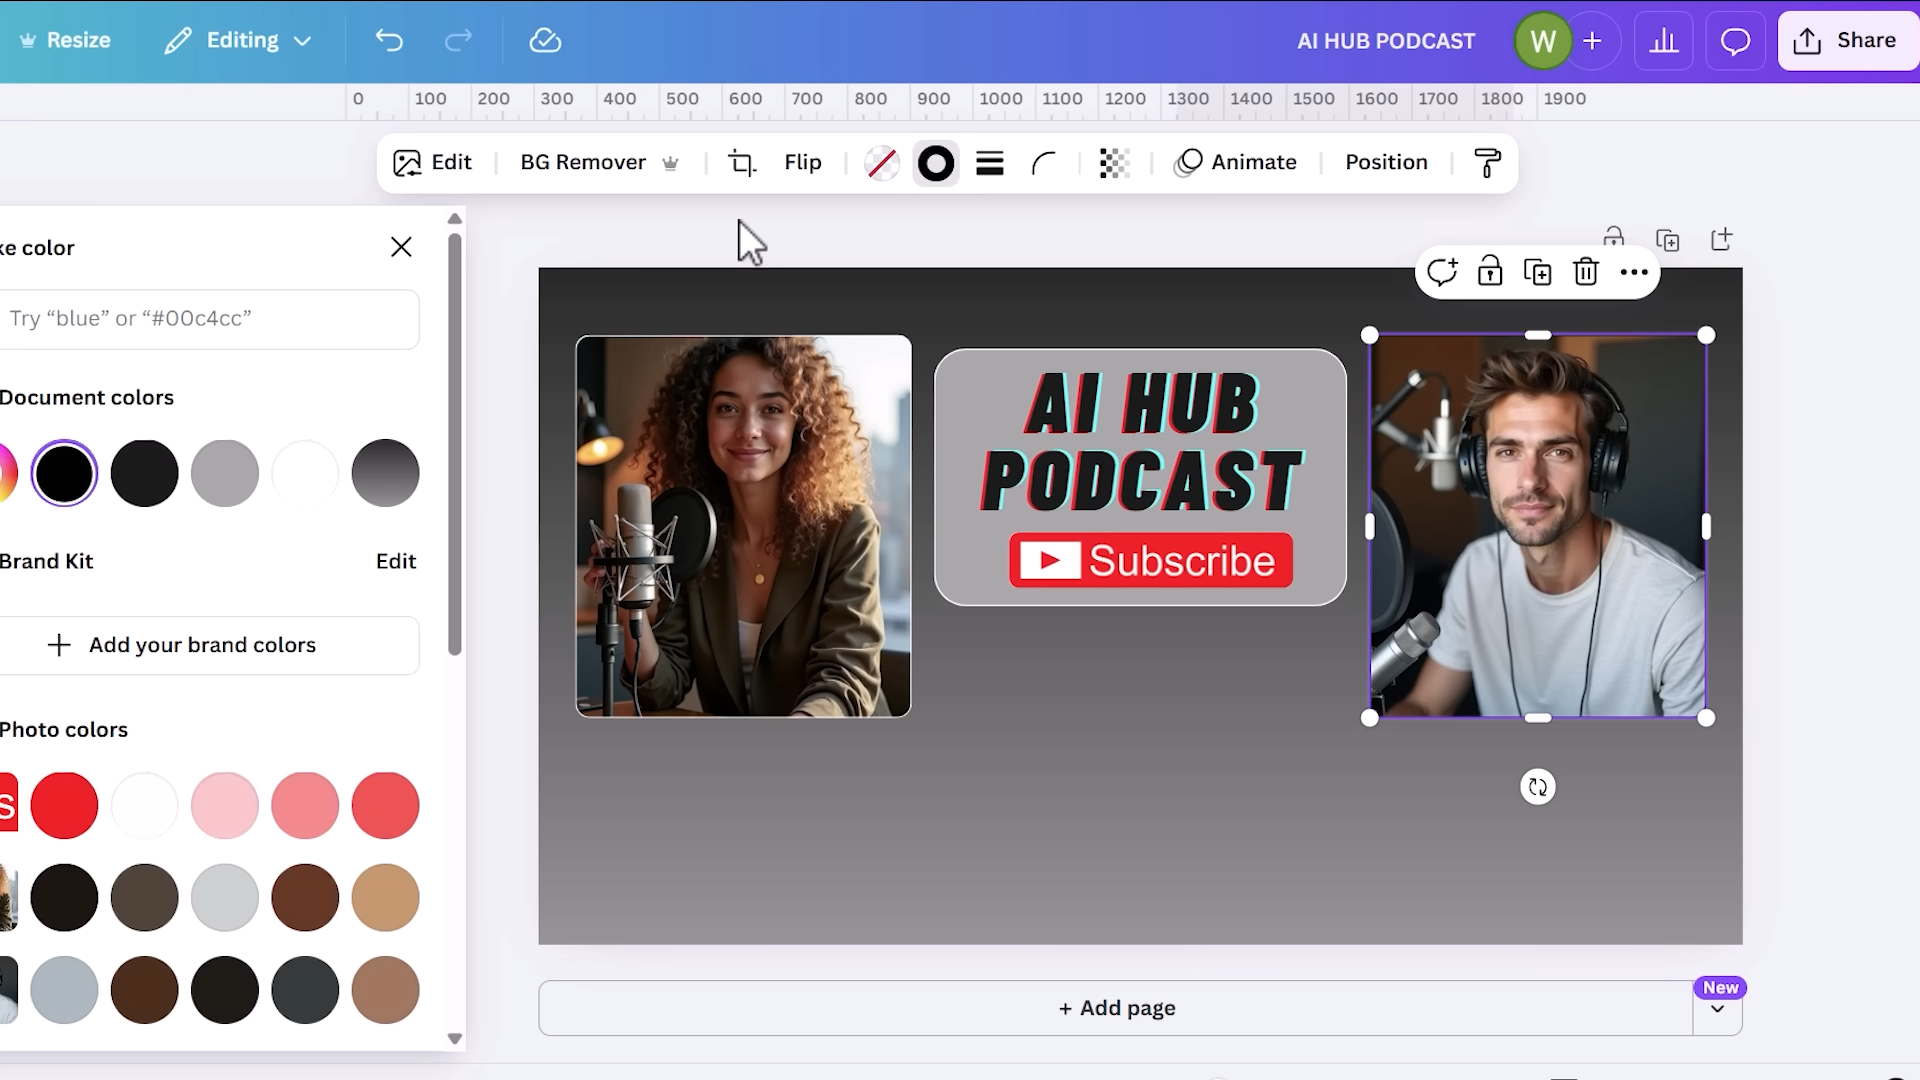 Resize
Editing
AI HUB PODCAST
W
Share
0 100 200 300 400 500 600 700 800 900 1000 1100 1200 1300 1400 1500 1600 1700 1800 1900
Edit
BG Remover
Flip
Animate
Position
ke color
Try “blue” or “#00c4cc”
Document colors
Brand Kit
Edit
Add your brand colors
Photo colors
S
AI HUB
PODCAST
Subscribe
+ Add page
New